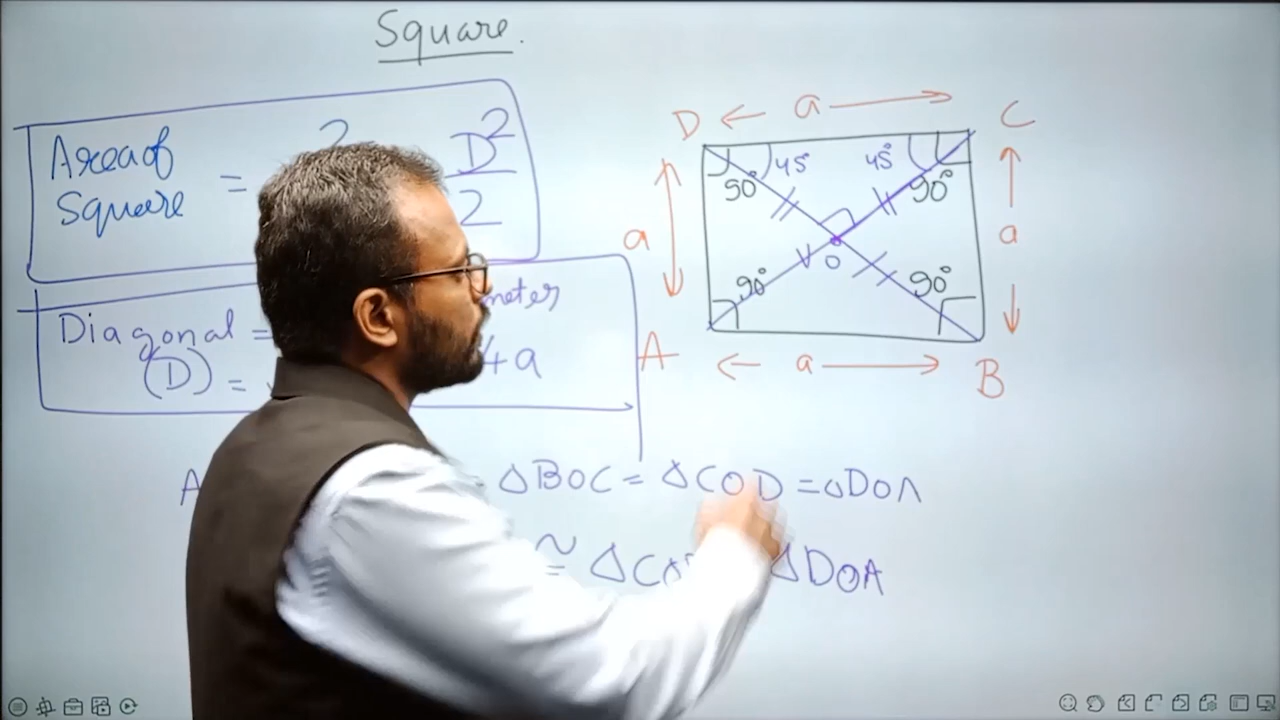 Square.
Area of
Square
=
2
D²
2
Diagonal =
(D) =
meter
4a
D ← a → C
45° 45°
90° 90°
a
a
O
90° 90°
A ← a → B
A
= ΔBOC = ΔCOD = ΔDOA
≅ ΔCO
ΔDOA